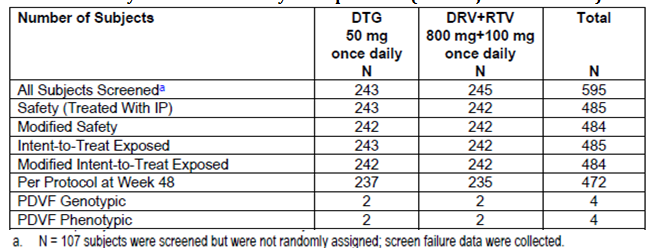 Number of Subjects DTG DRV+RTV Total
50 mg 800 mg+100 mg
once daily once daily
N N N
All Subjects Screenedª 243 245 595
Safety (Treated With IP) 243 242 485
Modified Safety 242 242 484
Intent-to-Treat Exposed 243 242 485
Modified Intent-to-Treat Exposed 242 242 484
Per Protocol at Week 48 237 235 472
PDVF Genotypic 2 2 4
PDVF Phenotypic 2 2 4
a. N = 107 subjects were screened but were not randomly assigned; screen failure data were collected.